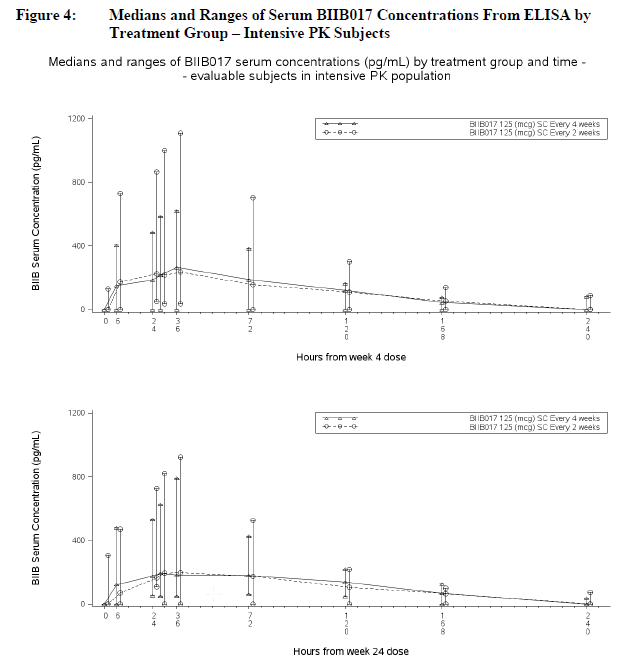 Figure 4: Medians and Ranges of Serum BIIB017 Concentrations From ELISA by
Treatment Group – Intensive PK Subjects
Medians and ranges of BIIB017 serum concentrations (pg/mL) by treatment group and time -
- evaluable subjects in intensive PK population
BIIB Serum Concentration (pg/mL)
1200
800
400
0
BIIB017 125 (mcg) SC Every 4 weeks
BIIB017 125 (mcg) SC Every 2 weeks
0 6 24 36 72 120 168 240
Hours from week 4 dose
BIIB Serum Concentration (pg/mL)
1200
800
400
0
BIIB017 125 (mcg) SC Every 4 weeks
BIIB017 125 (mcg) SC Every 2 weeks
0 6 24 36 72 120 168 240
Hours from week 24 dose